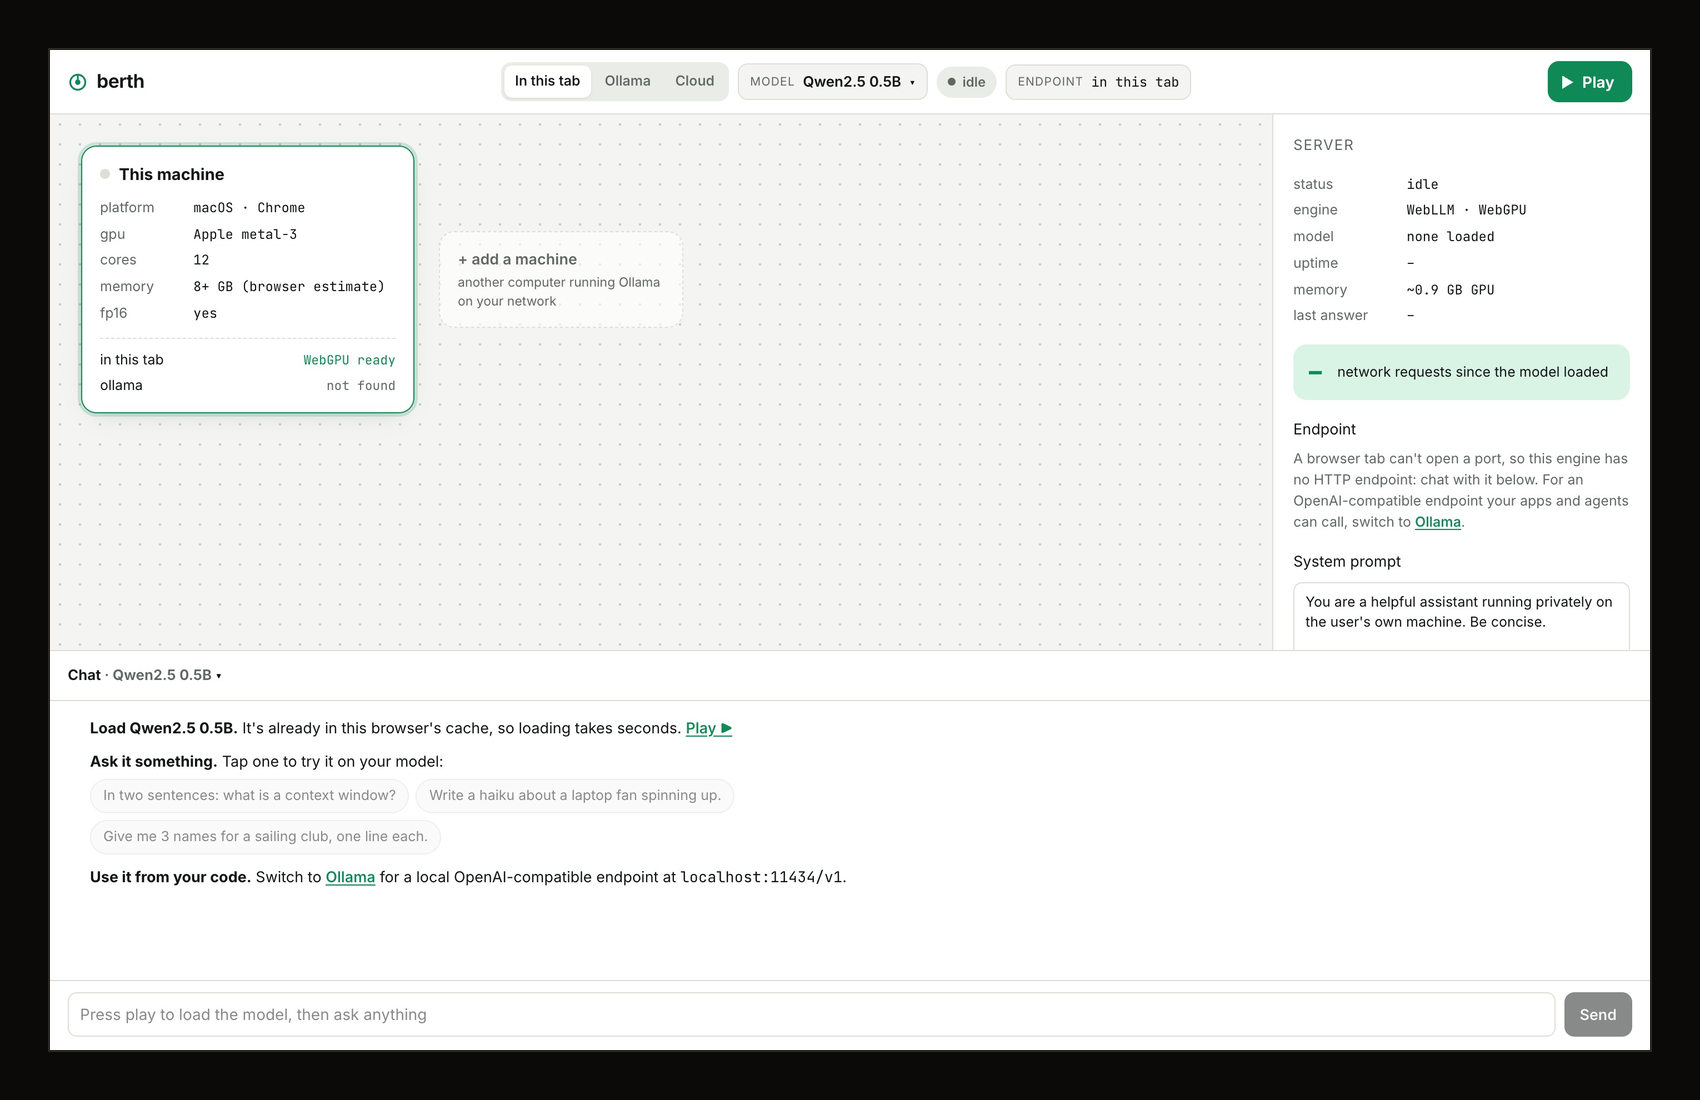 berth
In this tab Ollama Cloud MODEL Qwen2.5 0.5B ▾ idle ENDPOINT in this tab
▶ Play
This machine
platform macOS · Chrome
gpu Apple metal-3
cores 12
memory 8+ GB (browser estimate)
fp16 yes
in this tab WebGPU ready
ollama not found
+ add a machine
another computer running Ollama
on your network
SERVER
status idle
engine WebLLM · WebGPU
model none loaded
uptime –
memory ~0.9 GB GPU
last answer –
– network requests since the model loaded
Endpoint
A browser tab can't open a port, so this engine has
no HTTP endpoint: chat with it below. For an
OpenAI-compatible endpoint your apps and agents
can call, switch to Ollama.
System prompt
You are a helpful assistant running privately on
the user's own machine. Be concise.
Chat · Qwen2.5 0.5B ▾
Load Qwen2.5 0.5B. It's already in this browser's cache, so loading takes seconds. Play ▶
Ask it something. Tap one to try it on your model:
In two sentences: what is a context window? Write a haiku about a laptop fan spinning up.
Give me 3 names for a sailing club, one line each.
Use it from your code. Switch to Ollama for a local OpenAI-compatible endpoint at localhost:11434/v1.
Press play to load the model, then ask anything
Send